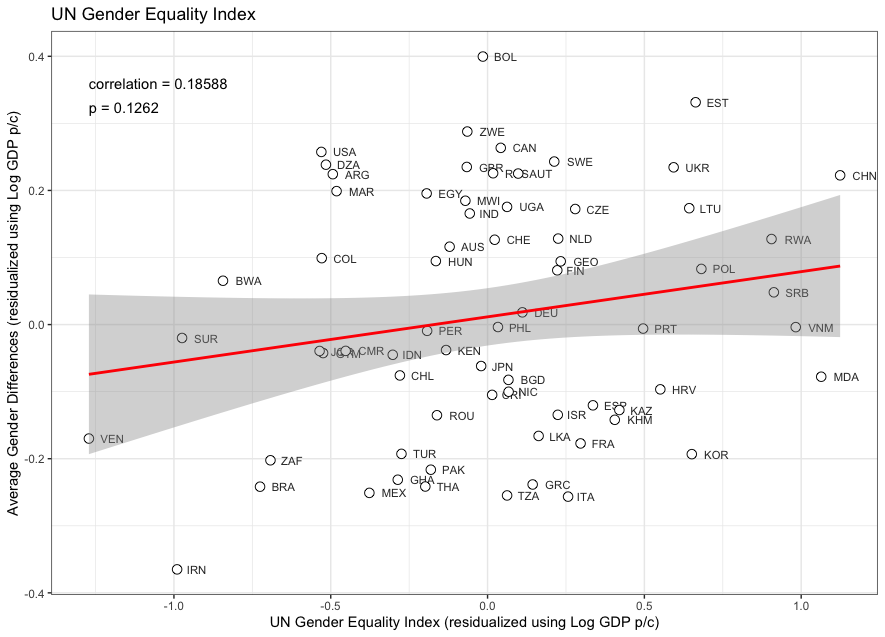 UN Gender Equality Index
correlation = 0.18588
p = 0.1262
BOL
EST
ZWE
CAN
USA
DZA
GBR
SWE
UKR
ARG
AUT
CHN
MAR
EGY
MWI
IND
UGA
CZE
LTU
AUS
CHE
NLD
RWA
COL
HUN
GEO
FIN
POL
BWA
SRB
DEU
SUR
PER
PHL
PRT
VNM
CMR
IDN
KEN
JPN
CHL
BGD
NIC
HRV
MDA
ROU
ISR
ESP
KAZ
KHM
VEN
LKA
FRA
ZAF
TUR
KOR
PAK
GHA
THA
BRA
MEX
GRC
TZA
ITA
IRN
0.4
0.2
0.0
-0.2
-0.4
-1.0
-0.5
0.0
0.5
1.0
UN Gender Equality Index (residualized using Log GDP p/c)
Average Gender Differences (residualized using Log GDP p/c)